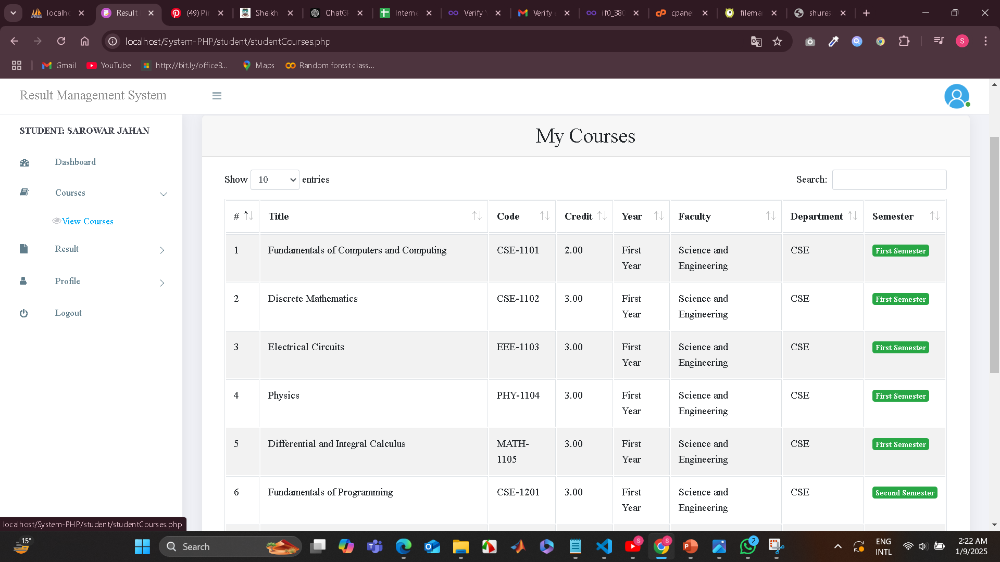 localho
Result
(49) Pi
Sheikh
ChatG
Interne
Verify
Verify e
if0_380
cpanel
filema
shures
localhost/System-PHP/student/studentCourses.php
S
Gmail
YouTube
http://bit.ly/office3...
Maps
Random forest class...
Result Management System
STUDENT: SAROWAR JAHAN
Dashboard
Courses
View Courses
Result
Profile
Logout
My Courses
Show 10 entries
Search:
# Title Code Credit Year Faculty Department Semester
1 Fundamentals of Computers and Computing CSE-1101 2.00 First Science and CSE First Semester
Year Engineering
2 Discrete Mathematics CSE-1102 3.00 First Science and CSE First Semester
Year Engineering
3 Electrical Circuits EEE-1103 3.00 First Science and CSE First Semester
Year Engineering
4 Physics PHY-1104 3.00 First Science and CSE First Semester
Year Engineering
5 Differential and Integral Calculus MATH- 3.00 First Science and CSE First Semester
1105 Year Engineering
6 Fundamentals of Programming CSE-1201 3.00 First Science and CSE Second Semester
Year Engineering
localhost/System-PHP/student/studentCourses.php
15°
Search
S
S
2
ENG
INTL
2:22 AM
1/9/2025